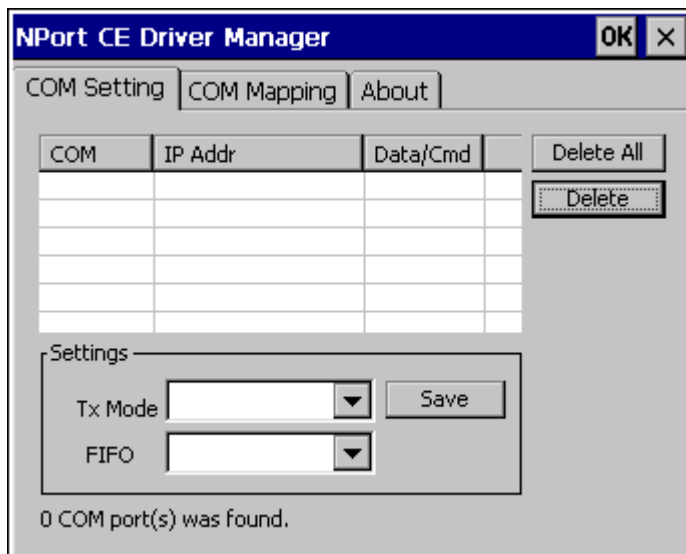 NPort CE Driver Manager OK ×
COM Setting COM Mapping About
COM IP Addr Data/Cmd Delete All
Delete
Settings
Tx Mode Save
FIFO
0 COM port(s) was found.